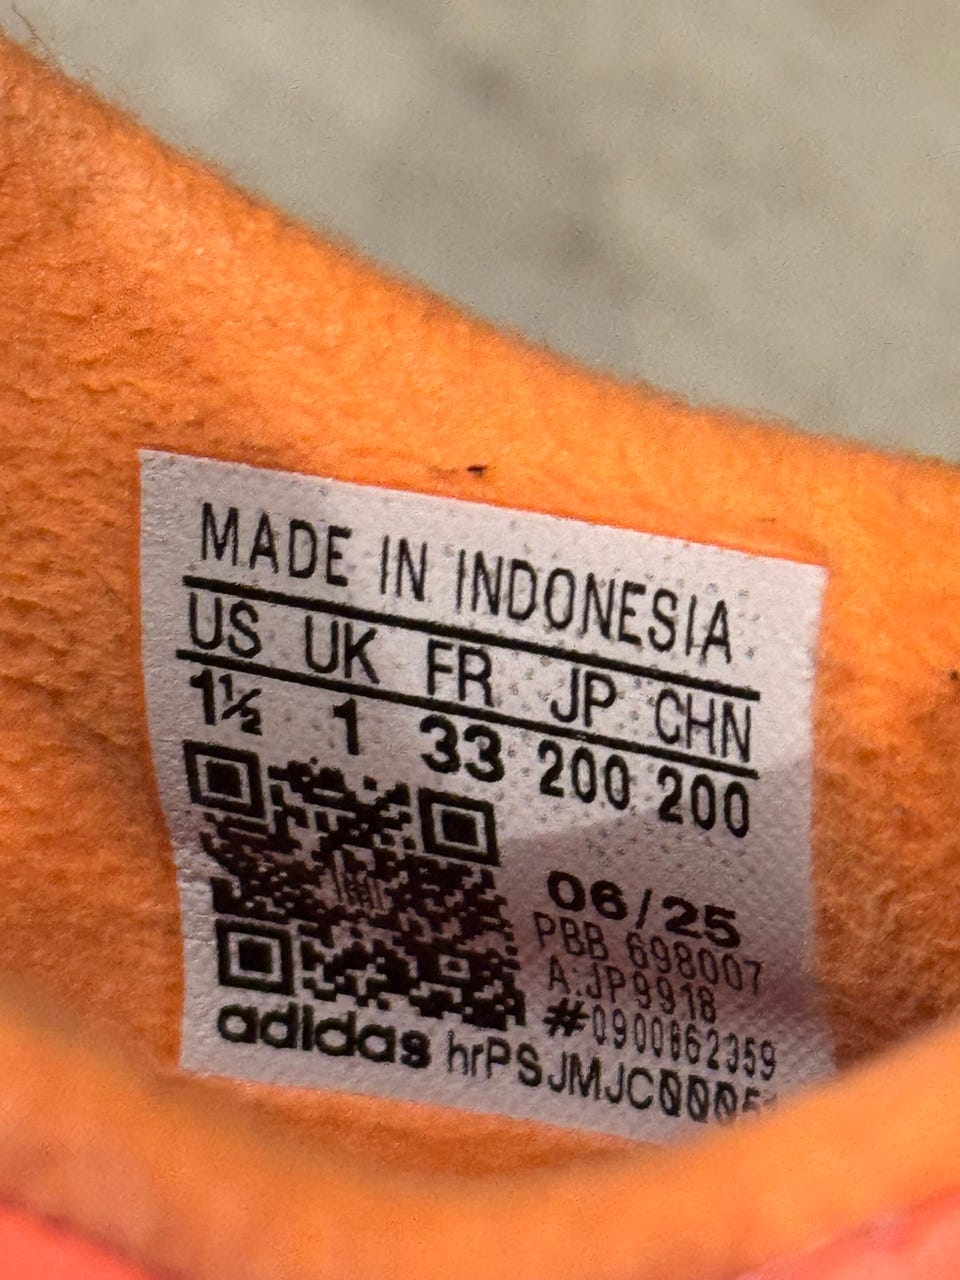 MADE IN INDONESIA
US UK FR JP CHN
1½ 1 33 200 200
06/25
PBB 698007
A:JP9918
#0900862359
adidas